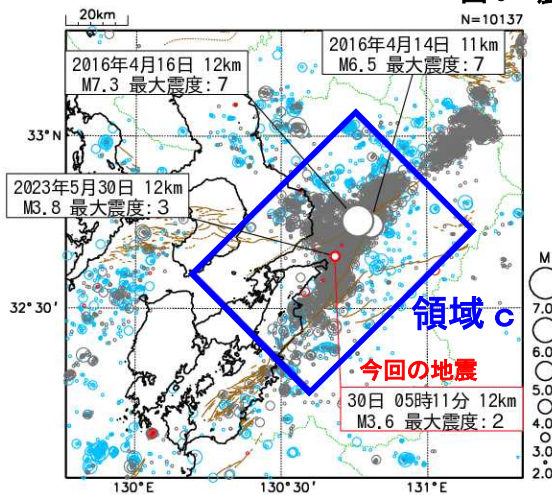 20km
N=10137
2016年4月16日 12km
M7.3 最大震度:7
2016年4月14日 11km
M6.5 最大震度:7
33°N
2023年5月30日 12km
M3.8 最大震度:3
32°30′
領域c
今回の地震
30日 05時11分 12km
M3.6 最大震度:2
M
7.0
6.0
5.0
4.0
3.0
2.0
130°E
130°30′
131°E